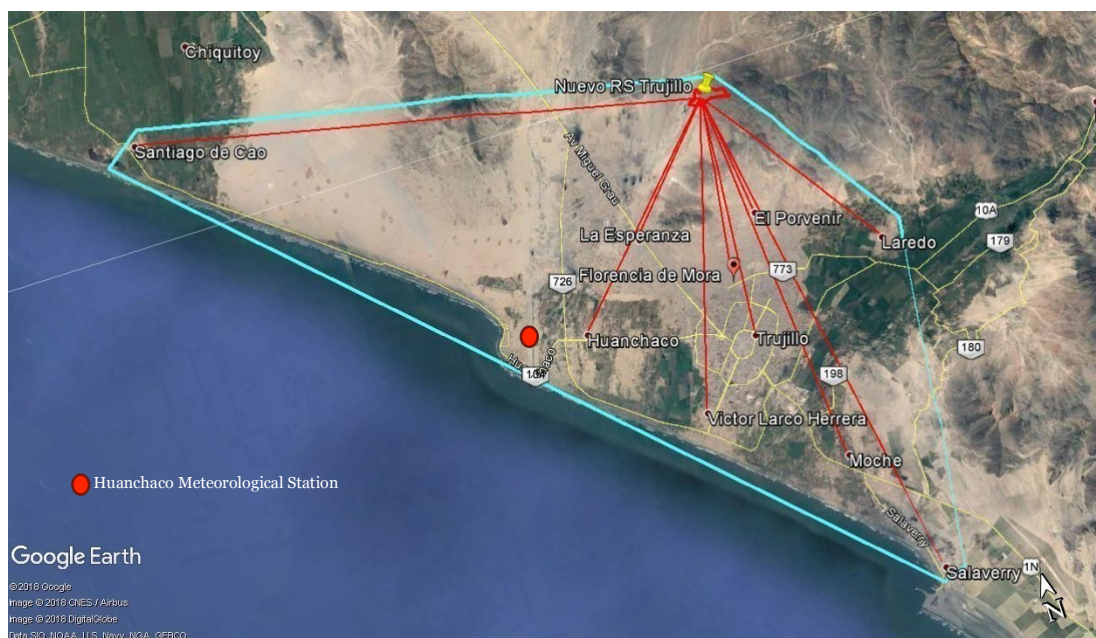 Chiquitoy
Nuevo RS Trujillo
Santiago de Cao
Av Miguel Grau
10A
El Porvenir
La Esperanza
Laredo
179
Florencia de Mora
773
726
Huanchaco
Trujillo
180
104
198
Victor Larco Herrera
Moche
Huanchaco Meteorological Station
Salaverry
Google Earth
Salaverry
1N
N
©2018 Google
Image © 2018 CNES / Airbus
Image © 2018 DigitalGlobe
Data SIO, NOAA, U.S. Navy, NGA, GEBCO